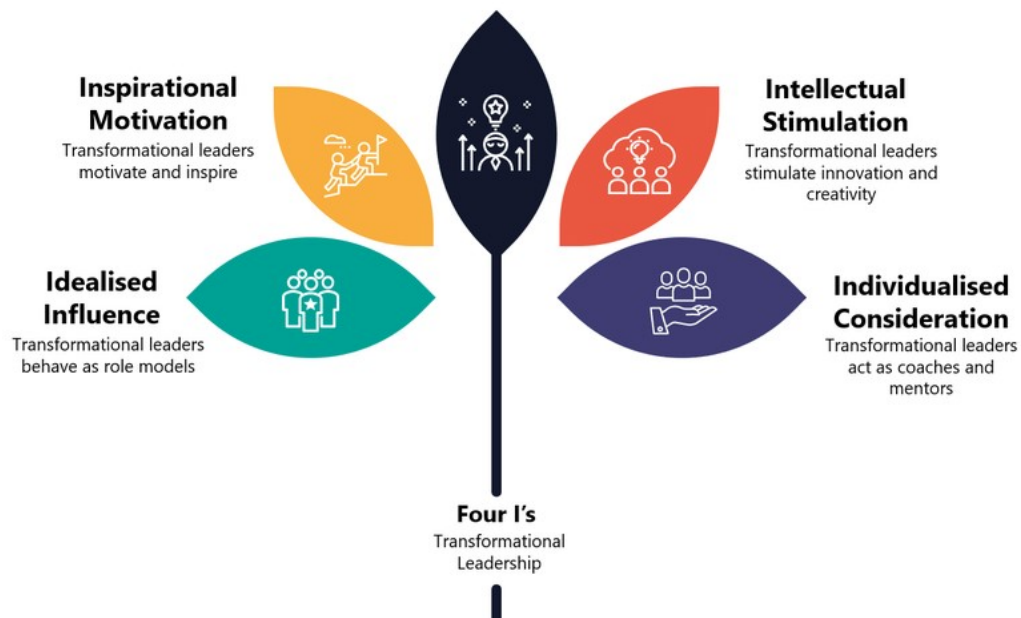 Inspirational
Motivation
Transformational leaders
motivate and inspire
Intellectual
Stimulation
Transformational leaders
stimulate innovation and
creativity
Idealised
Influence
Transformational leaders
behave as role models
Individualised
Consideration
Transformational leaders
act as coaches and
mentors
Four I’s
Transformational
Leadership